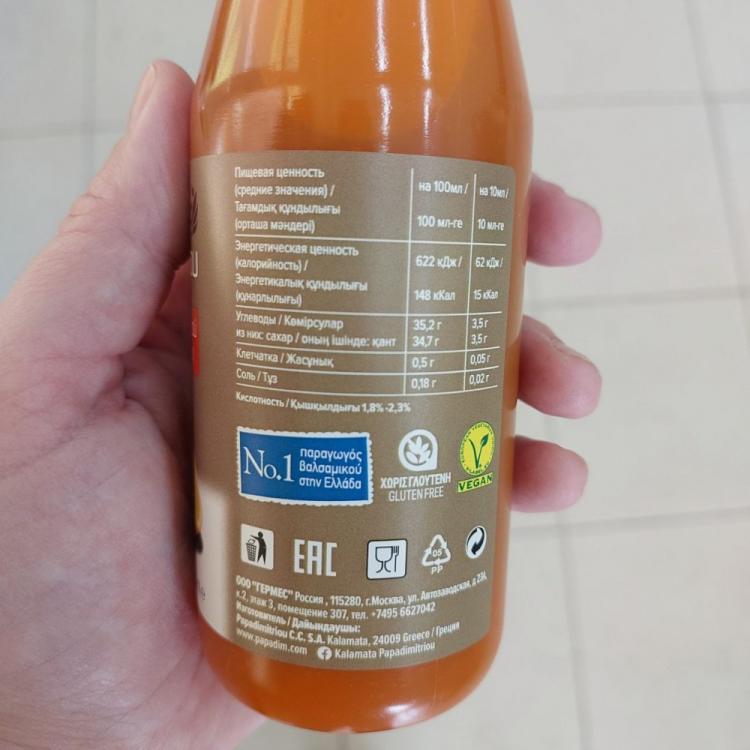 Пищевая ценность
(средние значения) /
Тағамдық құндылығы
(орташа мәндері)
на 100мл /
100 мл-ге
на 10мл /
10 мл-ге
Энергетическая ценность
(калорийность) /
Энергетикалық құндылығы
(құнарлылығы)
622 кДж /
148 кКал
62 кДж /
15 кКал
Углеводы / Көмірсулар 35,2 г 3,5 г
из них: сахар / оның ішінде: қант 34,7 г 3,5 г
Клетчатка / Жасұнық 0,5 г 0,05 г
Соль / Тұз 0,18 г 0,02 г
Кислотность / Қышқылдығы 1,8% -2,3%
No.1
παραγωγός
βαλσαμικού
στην Ελλάδα
ΧΩΡΙΣ ΓΛΟΥΤΕΝΗ
GLUTEN FREE
VEGAN
EAC
05
PP
ООО "ГЕРМЕС" Россия , 115280, г.Москва, ул. Автозаводская, д.23А,
к.2, этаж 3, помещение 307, тел. +7495 6627042
Изготовитель / Дайындаушы:
Papadimitriou C.C. S.A. Kalamata, 24009 Greece / Греция
www.papadim.com Kalamata Papadimitriou